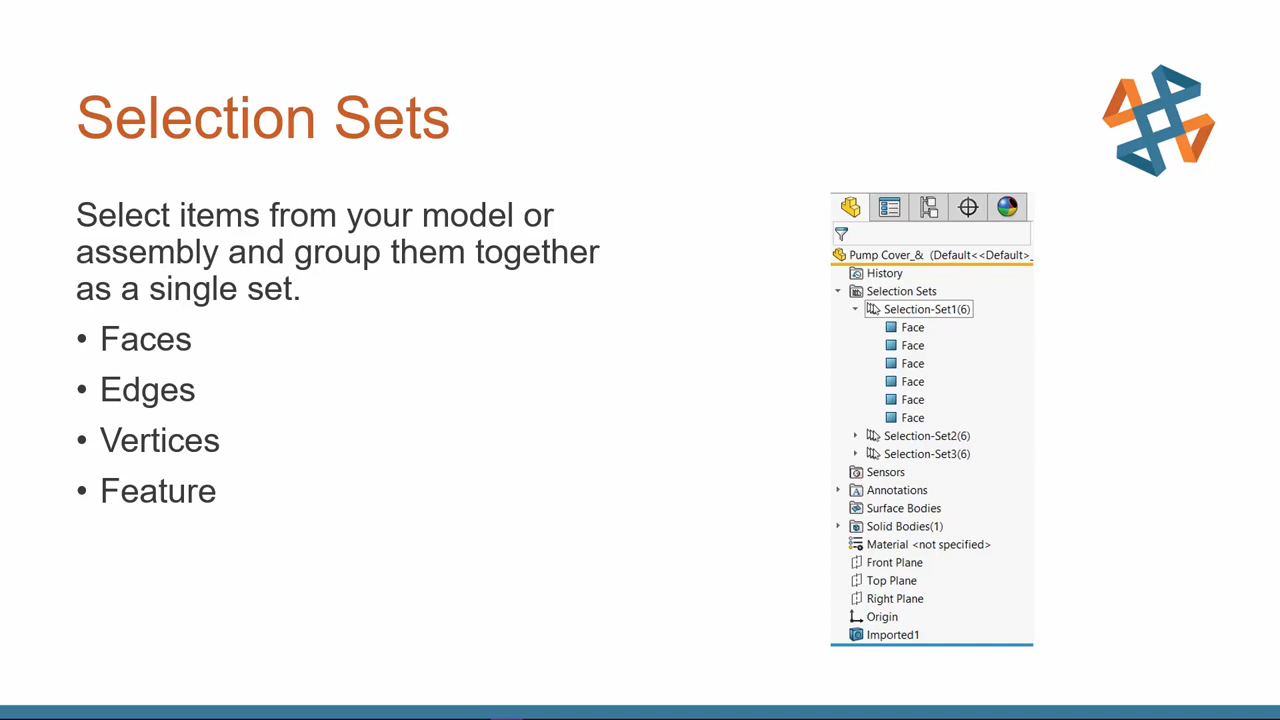 Selection Sets
Select items from your model or
assembly and group them together
as a single set.
• Faces
• Edges
• Vertices
• Feature
Pump Cover_& (Default<<Default>_
History
Selection Sets
Selection-Set1(6)
Face
Face
Face
Face
Face
Face
Selection-Set2(6)
Selection-Set3(6)
Sensors
Annotations
Surface Bodies
Solid Bodies(1)
Material <not specified>
Front Plane
Top Plane
Right Plane
Origin
Imported1